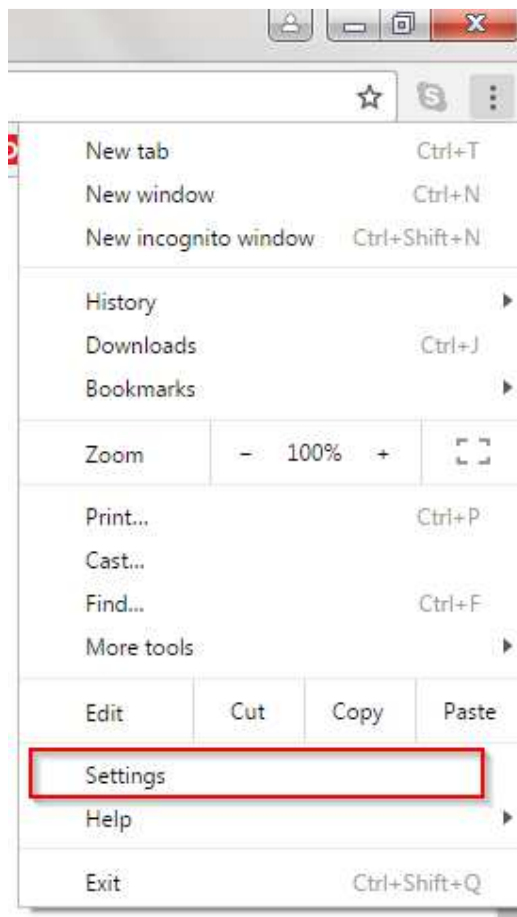 New tab Ctrl+T
New window Ctrl+N
New incognito window Ctrl+Shift+N
History
Downloads Ctrl+J
Bookmarks
Zoom - 100% +
Print... Ctrl+P
Cast...
Find... Ctrl+F
More tools
Edit Cut Copy Paste
Settings
Help
Exit Ctrl+Shift+Q